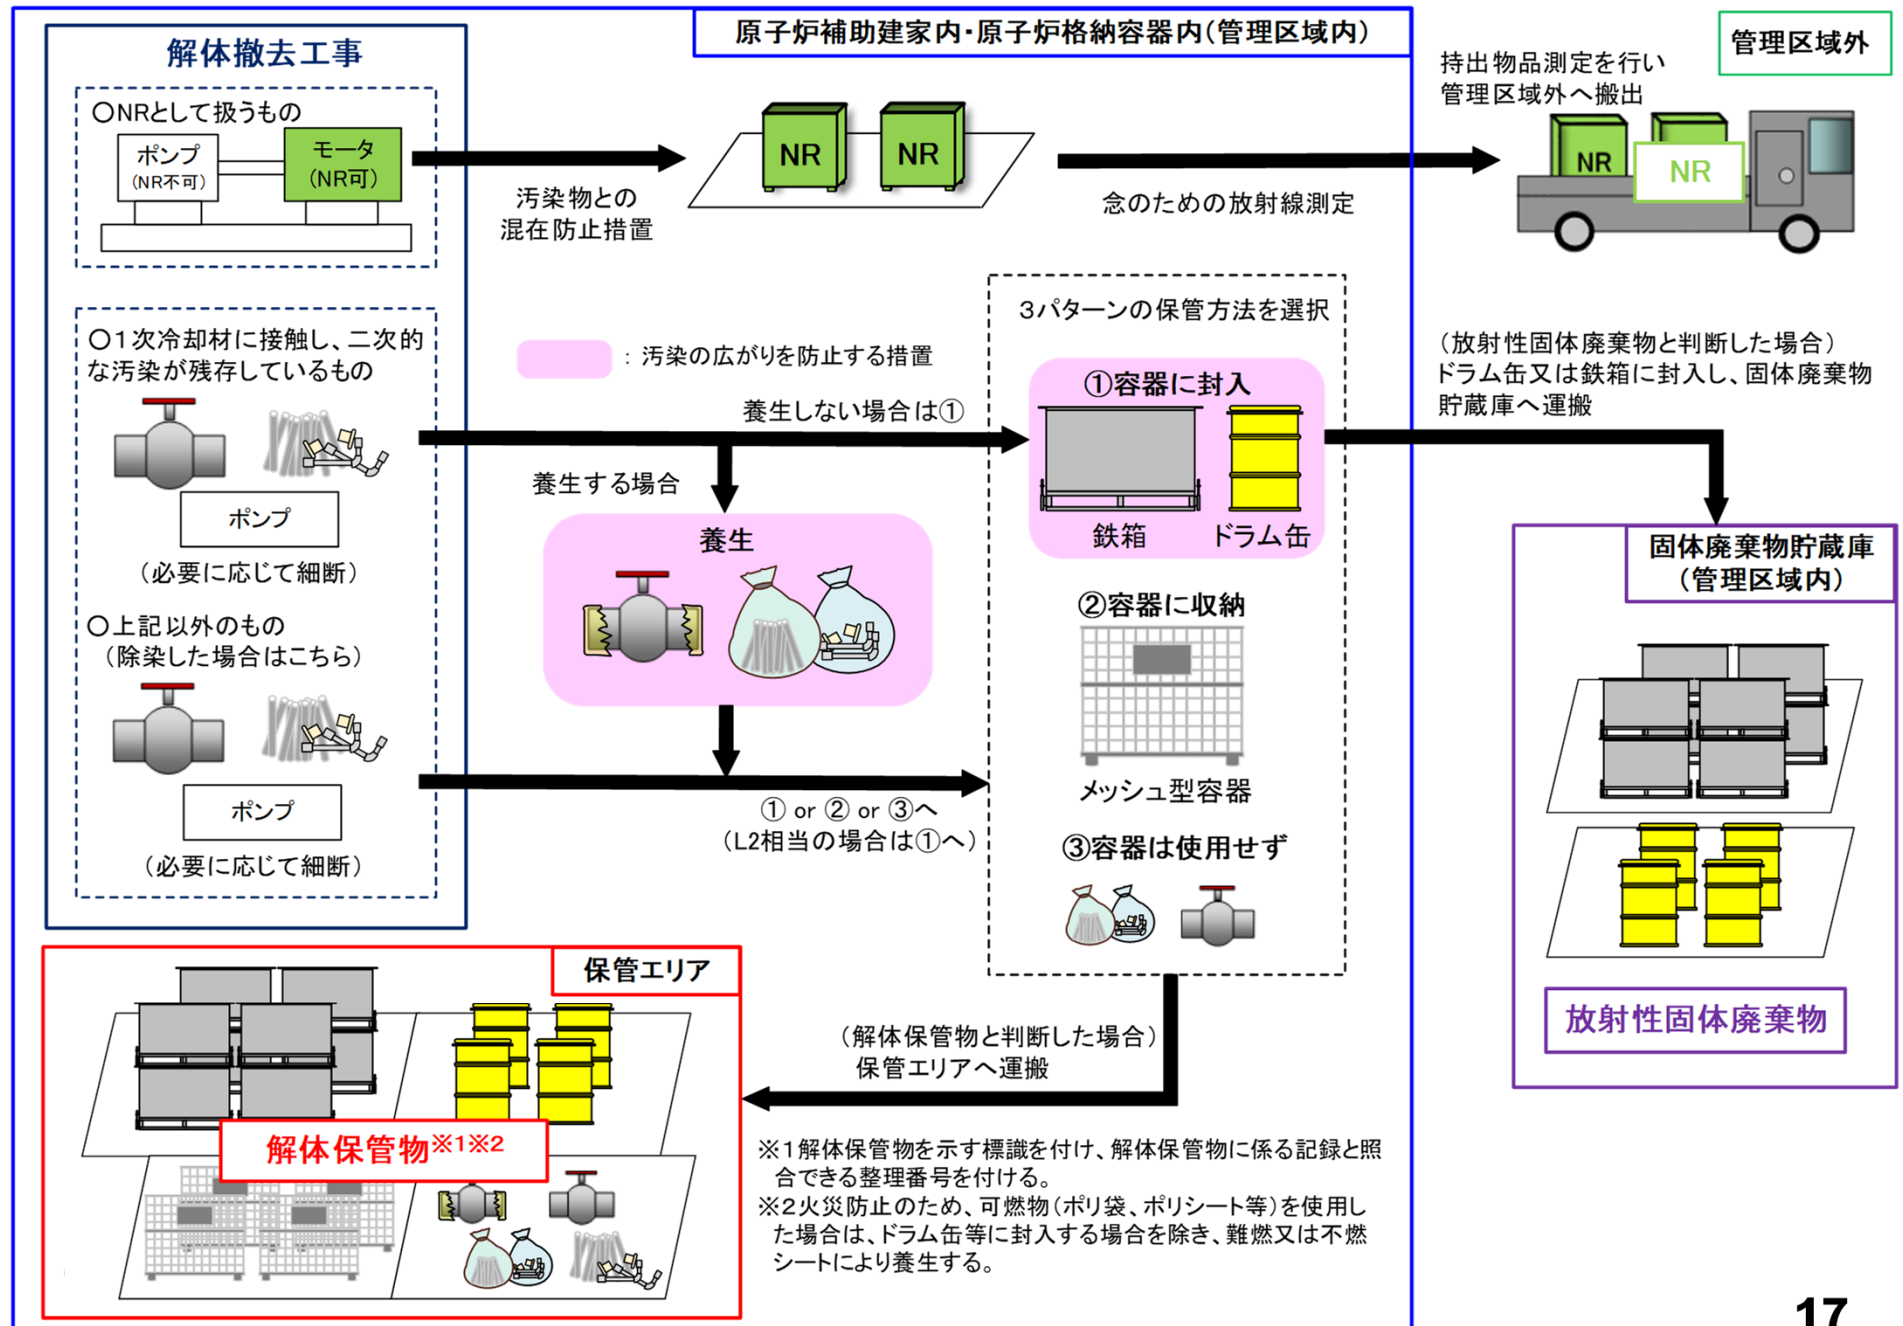 原子炉補助建家内・原子炉格納容器内(管理区域内)
管理区域外
解体撤去工事
〇NRとして扱うもの
ポンプ
(NR不可)
モータ
(NR可)
汚染物との
混在防止措置
NR
NR
念のための放射線測定
持出物品測定を行い
管理区域外へ搬出
NR
NR
〇1次冷却材に接触し、二次的
な汚染が残存しているもの
ポンプ
(必要に応じて細断)
〇上記以外のもの
(除染した場合はこちら)
ポンプ
(必要に応じて細断)
:汚染の広がりを防止する措置
養生しない場合は①
養生する場合
養生
① or ② or ③へ
(L2相当の場合は①へ)
3パターンの保管方法を選択
①容器に封入
鉄箱
ドラム缶
②容器に収納
メッシュ型容器
③容器は使用せず
(放射性固体廃棄物と判断した場合)
ドラム缶又は鉄箱に封入し、固体廃棄物
貯蔵庫へ運搬
固体廃棄物貯蔵庫
(管理区域内)
放射性固体廃棄物
(解体保管物と判断した場合)
保管エリアへ運搬
保管エリア
解体保管物※1※2
※1解体保管物を示す標識を付け、解体保管物に係る記録と照
合できる整理番号を付ける。
※2火災防止のため、可燃物(ポリ袋、ポリシート等)を使用し
た場合は、ドラム缶等に封入する場合を除き、難燃又は不燃
シートにより養生する。
17